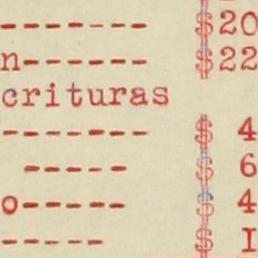 ------- $20
n------ $22
crituras
------- $ 4
----- $ 6
o----- $ 4
----- $ I